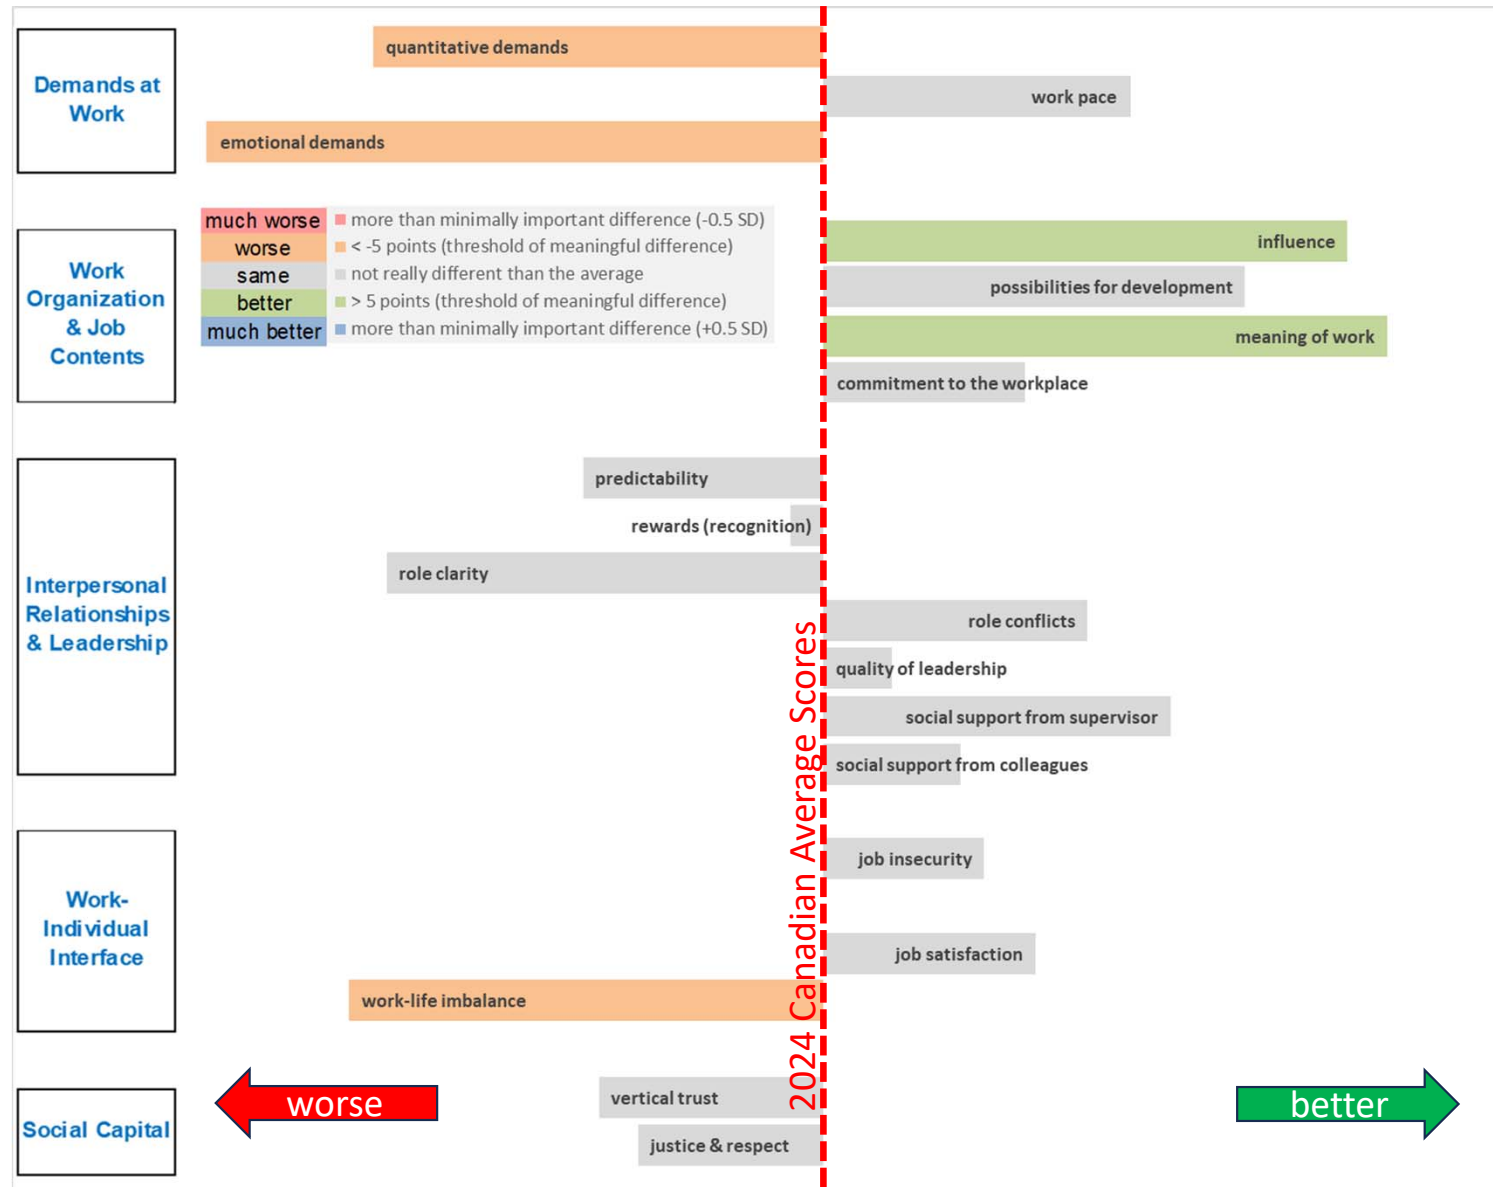 Demands at
Work
quantitative demands
work pace
emotional demands
Work
Organization
& Job
Contents
much worse more than minimally important difference (-0.5 SD)
worse < -5 points (threshold of meaningful difference)
same not really different than the average
better > 5 points (threshold of meaningful difference)
much better more than minimally important difference (+0.5 SD)
influence
possibilities for development
meaning of work
commitment to the workplace
Interpersonal
Relationships
& Leadership
predictability
rewards (recognition)
role clarity
role conflicts
quality of leadership
social support from supervisor
social support from colleagues
2024 Canadian Average Scores
Work-
Individual
Interface
job insecurity
job satisfaction
work-life imbalance
Social Capital
worse
vertical trust
justice & respect
better